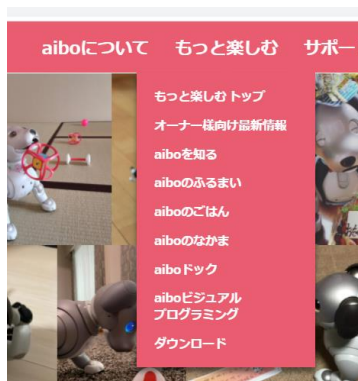 aiboについて もっと楽しむ サポー
もっと楽しむ トップ
オーナー様向け最新情報
aiboを知る
aiboのふるまい
aiboのごはん
aiboのなかま
aiboドック
aiboビジュアル
プログラミング
ダウンロード